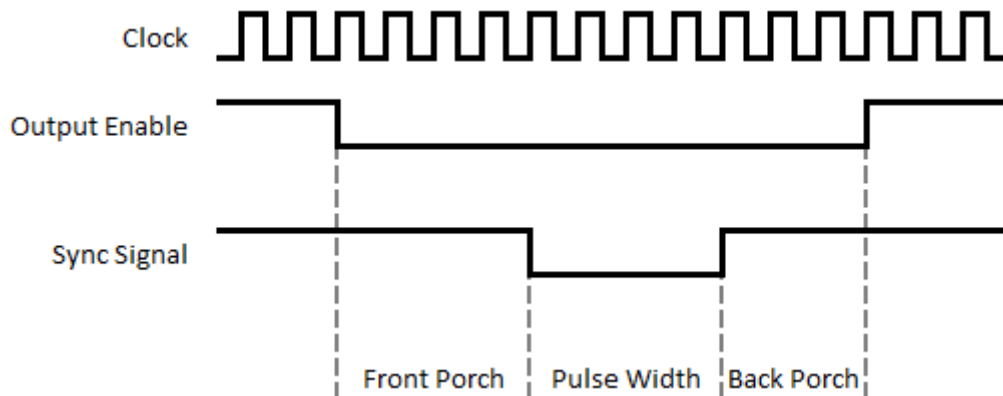 Clock
Output Enable
Sync Signal
Front Porch
Pulse Width
Back Porch